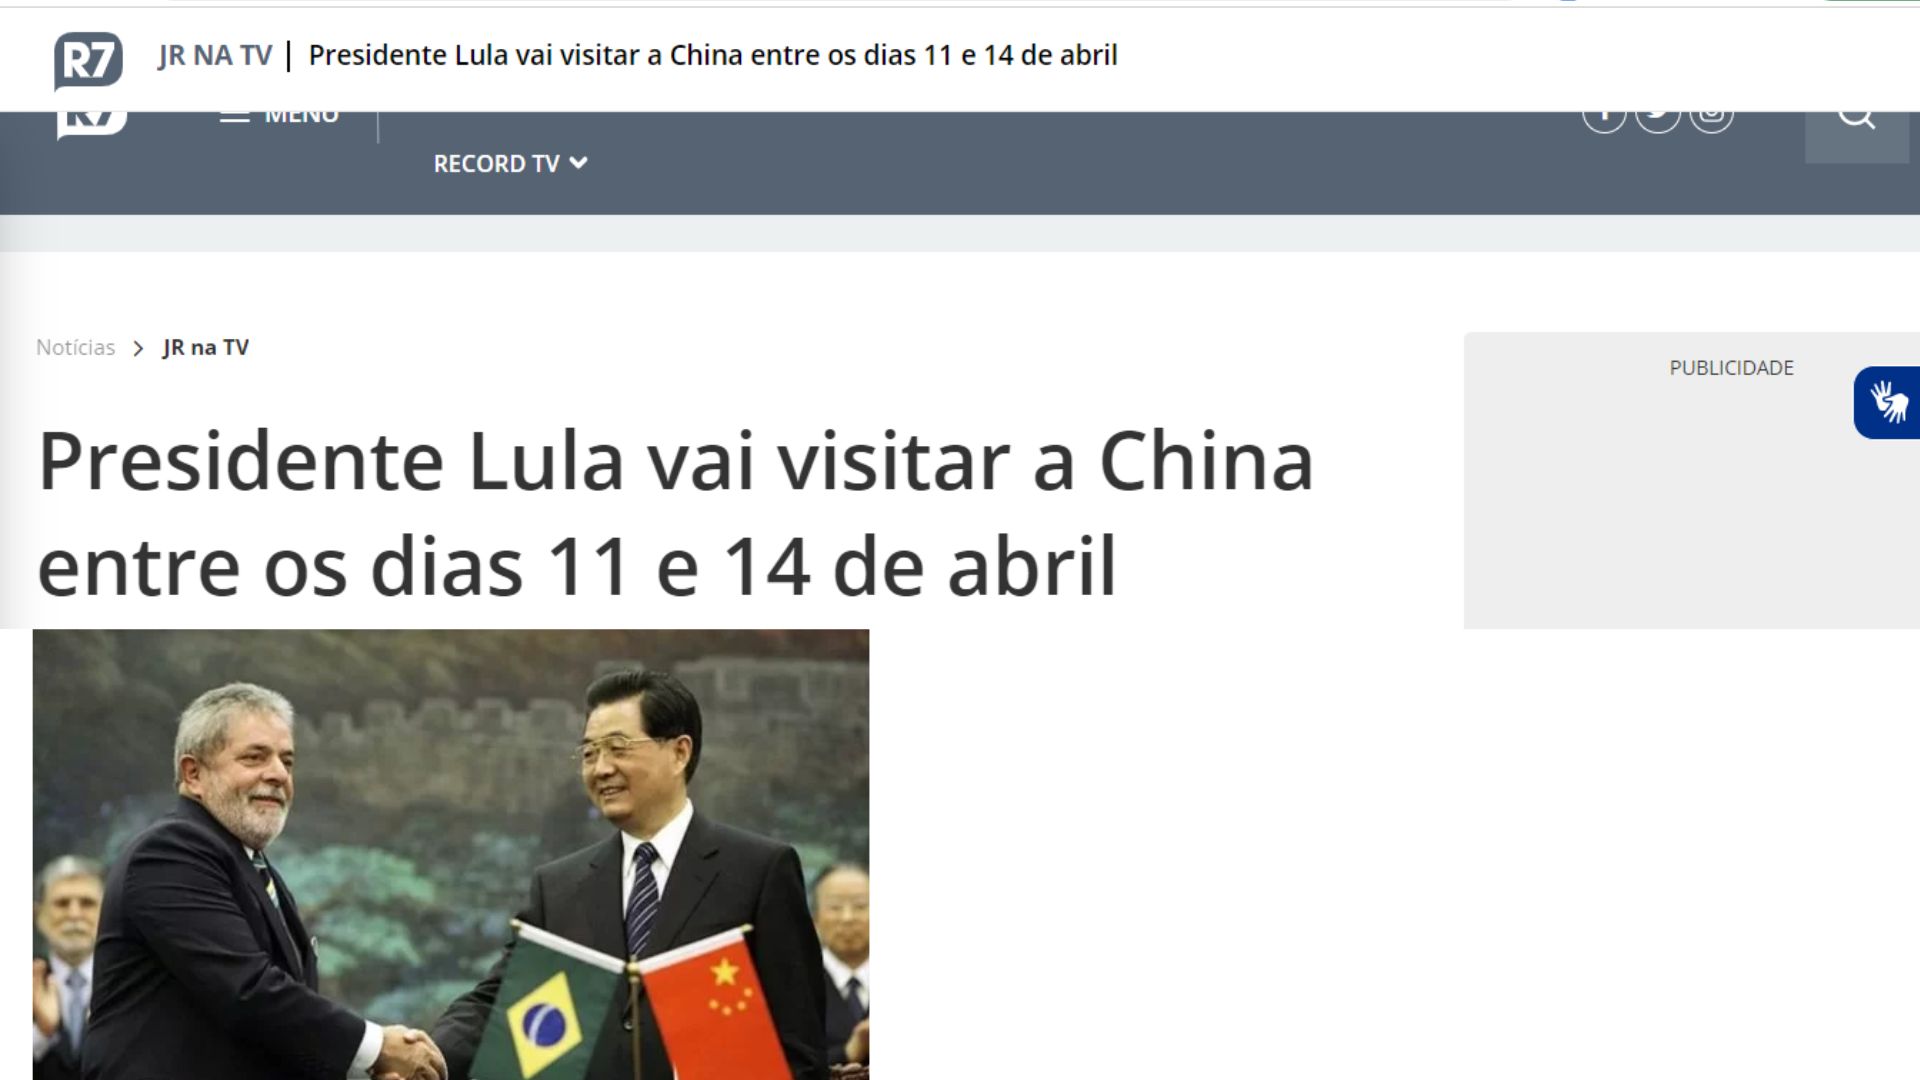 R7 JR NA TV | Presidente Lula vai visitar a China entre os dias 11 e 14 de abril
R7 MENU
RECORD TV
Notícias > JR na TV
PUBLICIDADE
Presidente Lula vai visitar a China
entre os dias 11 e 14 de abril